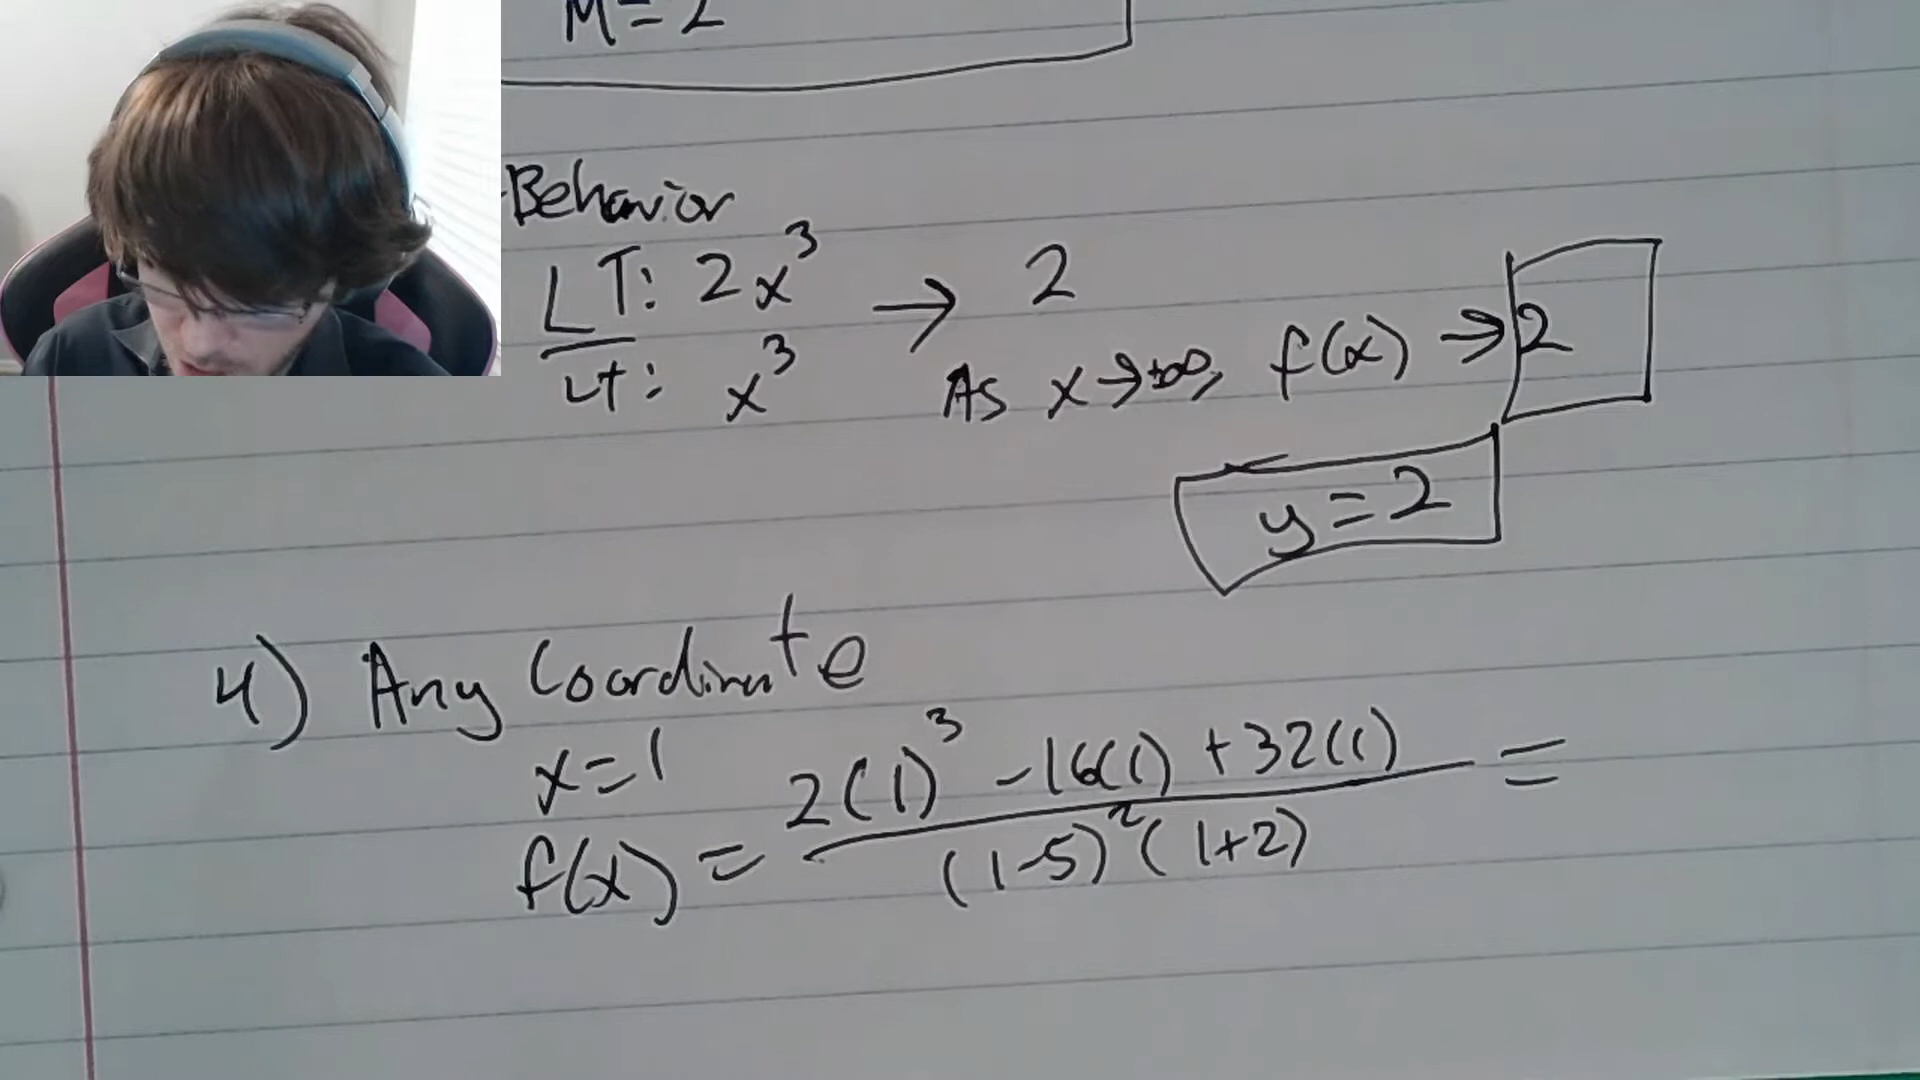 M = 2
-Behavior
LT: 2x³ → 2
LT: x³
As x→±∞, f(x) → 2
y = 2
4) Any Coordinate
x = 1
f(x) = 2(1)³ - 16(1) + 32(1) =
(1-5)²(1+2)